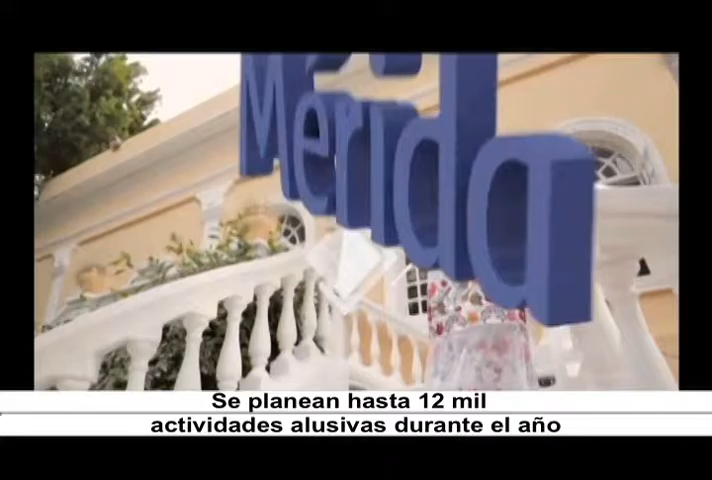 Mérida
Se planean hasta 12 mil
actividades alusivas durante el año